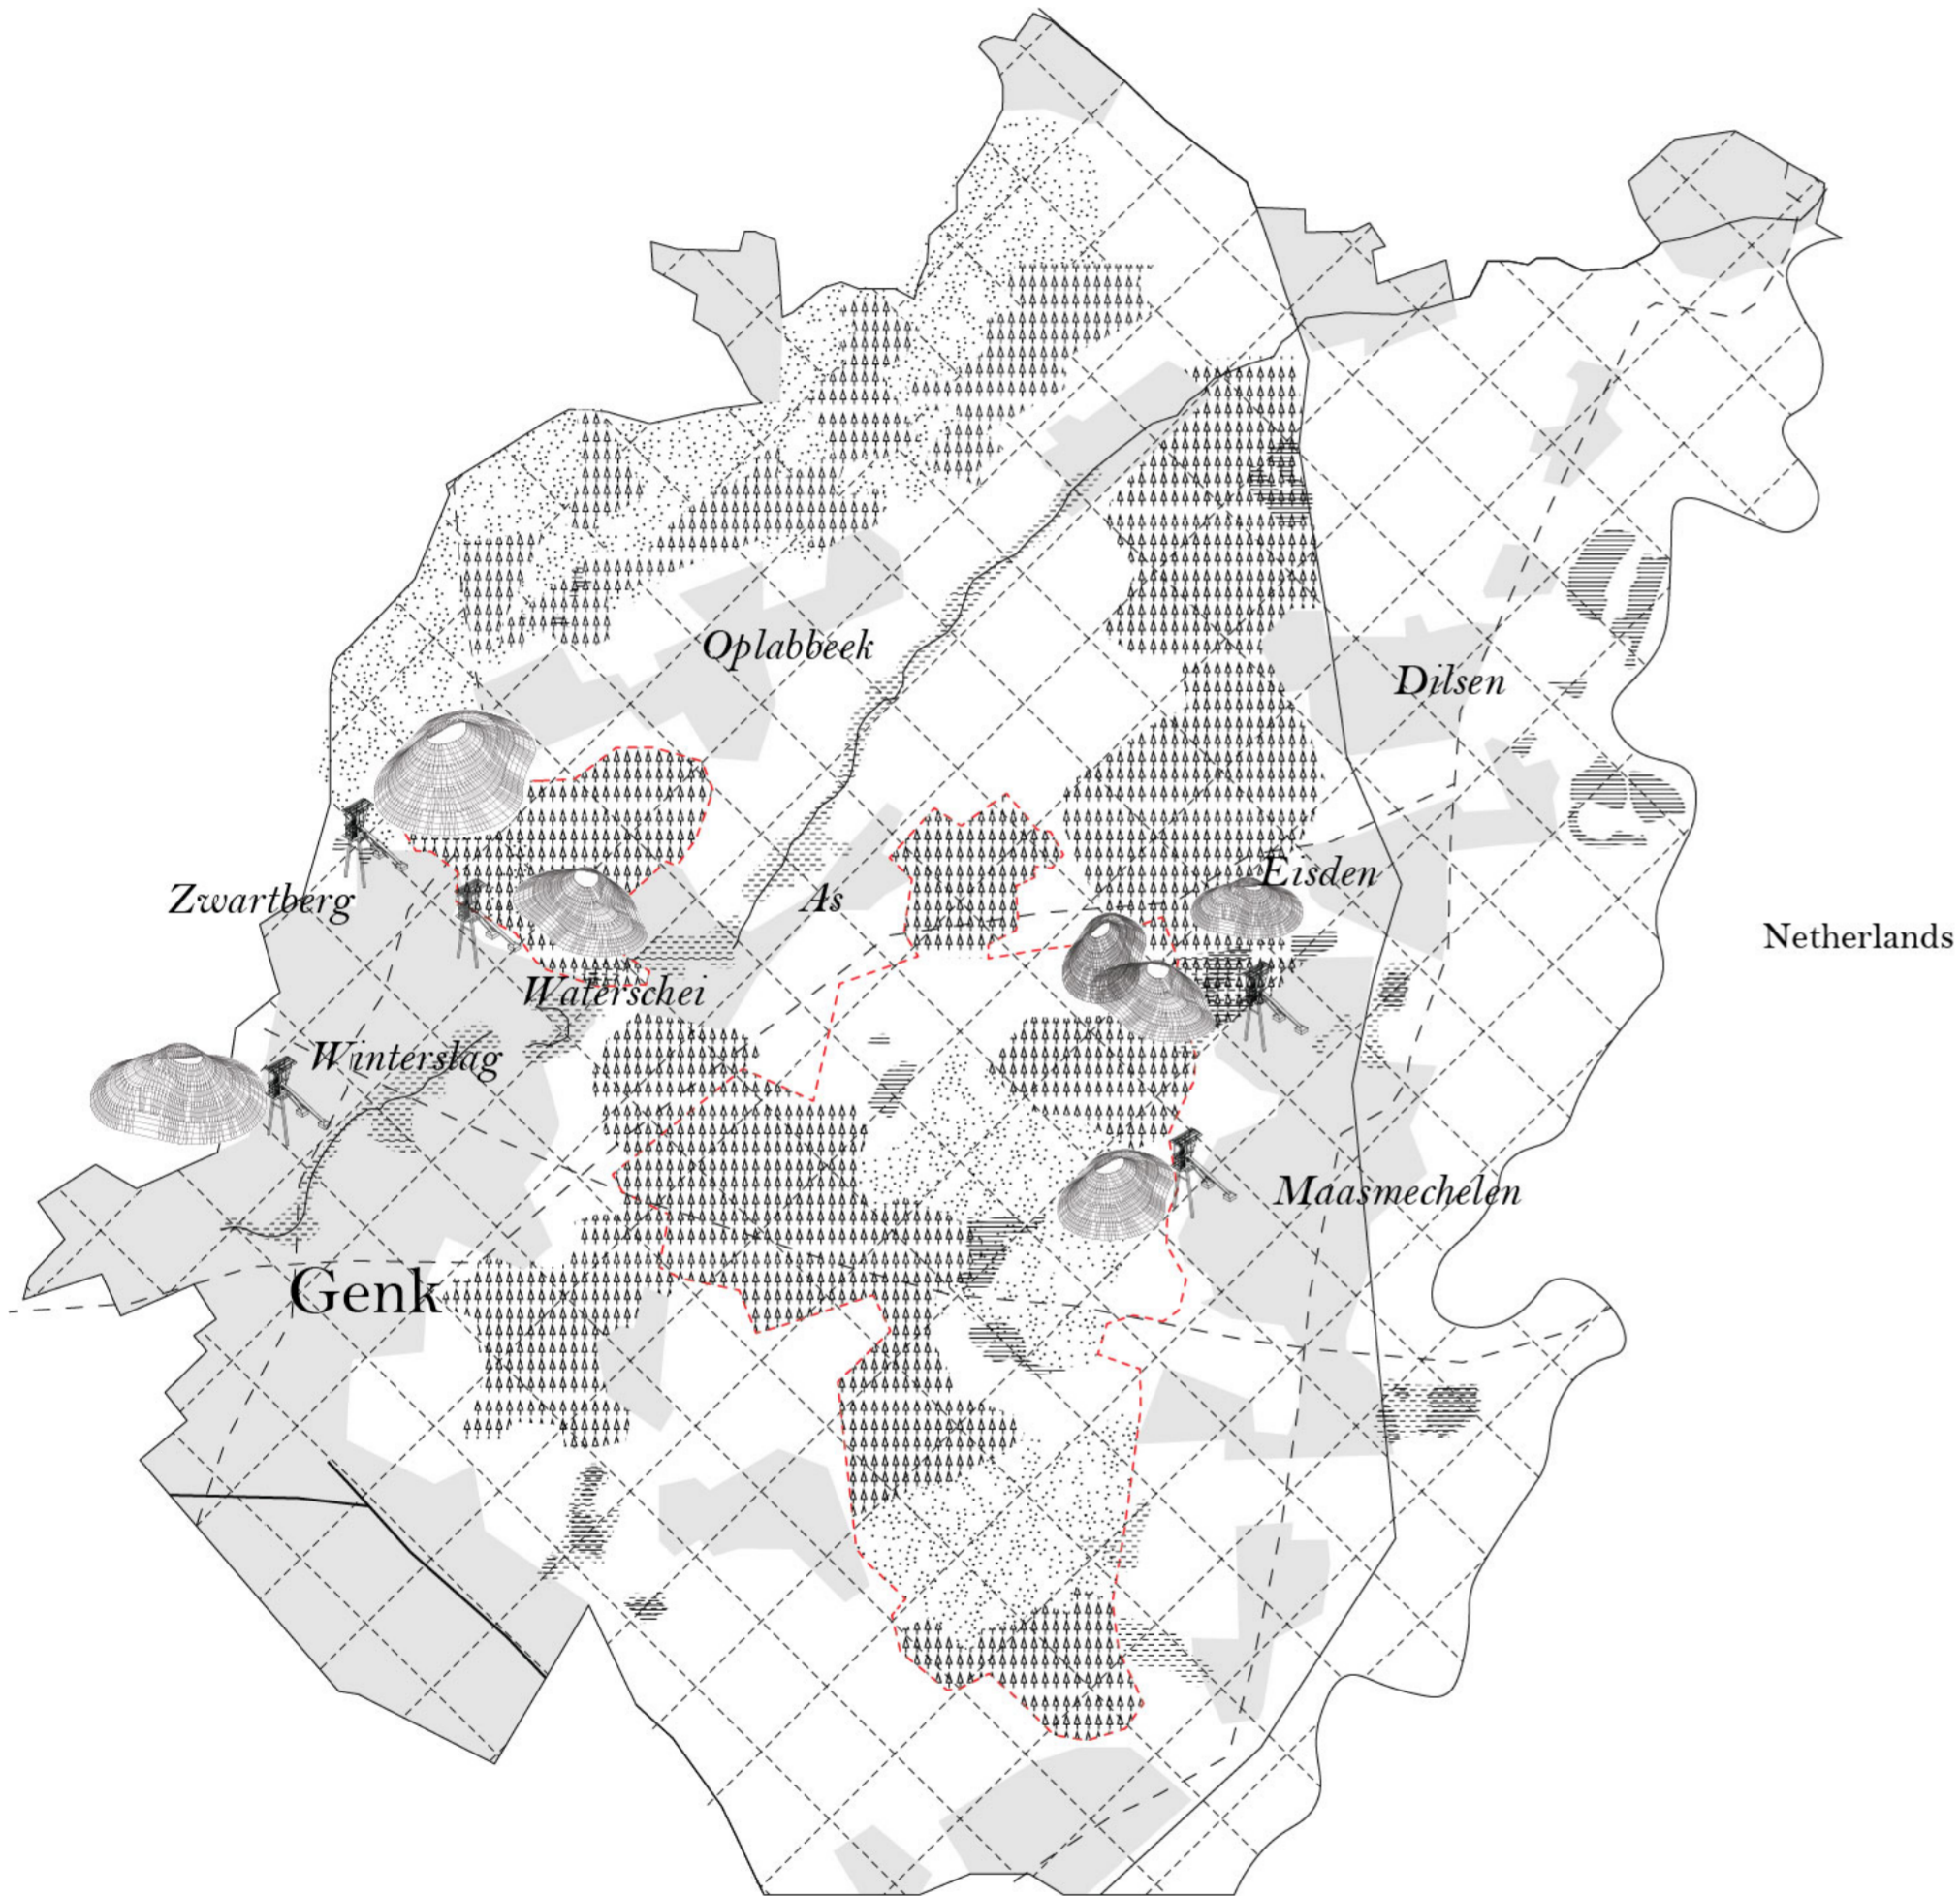 Oplabbeek
Dilsen
Eisden
Zwartberg
As
Netherlands
Waterschei
Winterslag
Maasmechelen
Genk